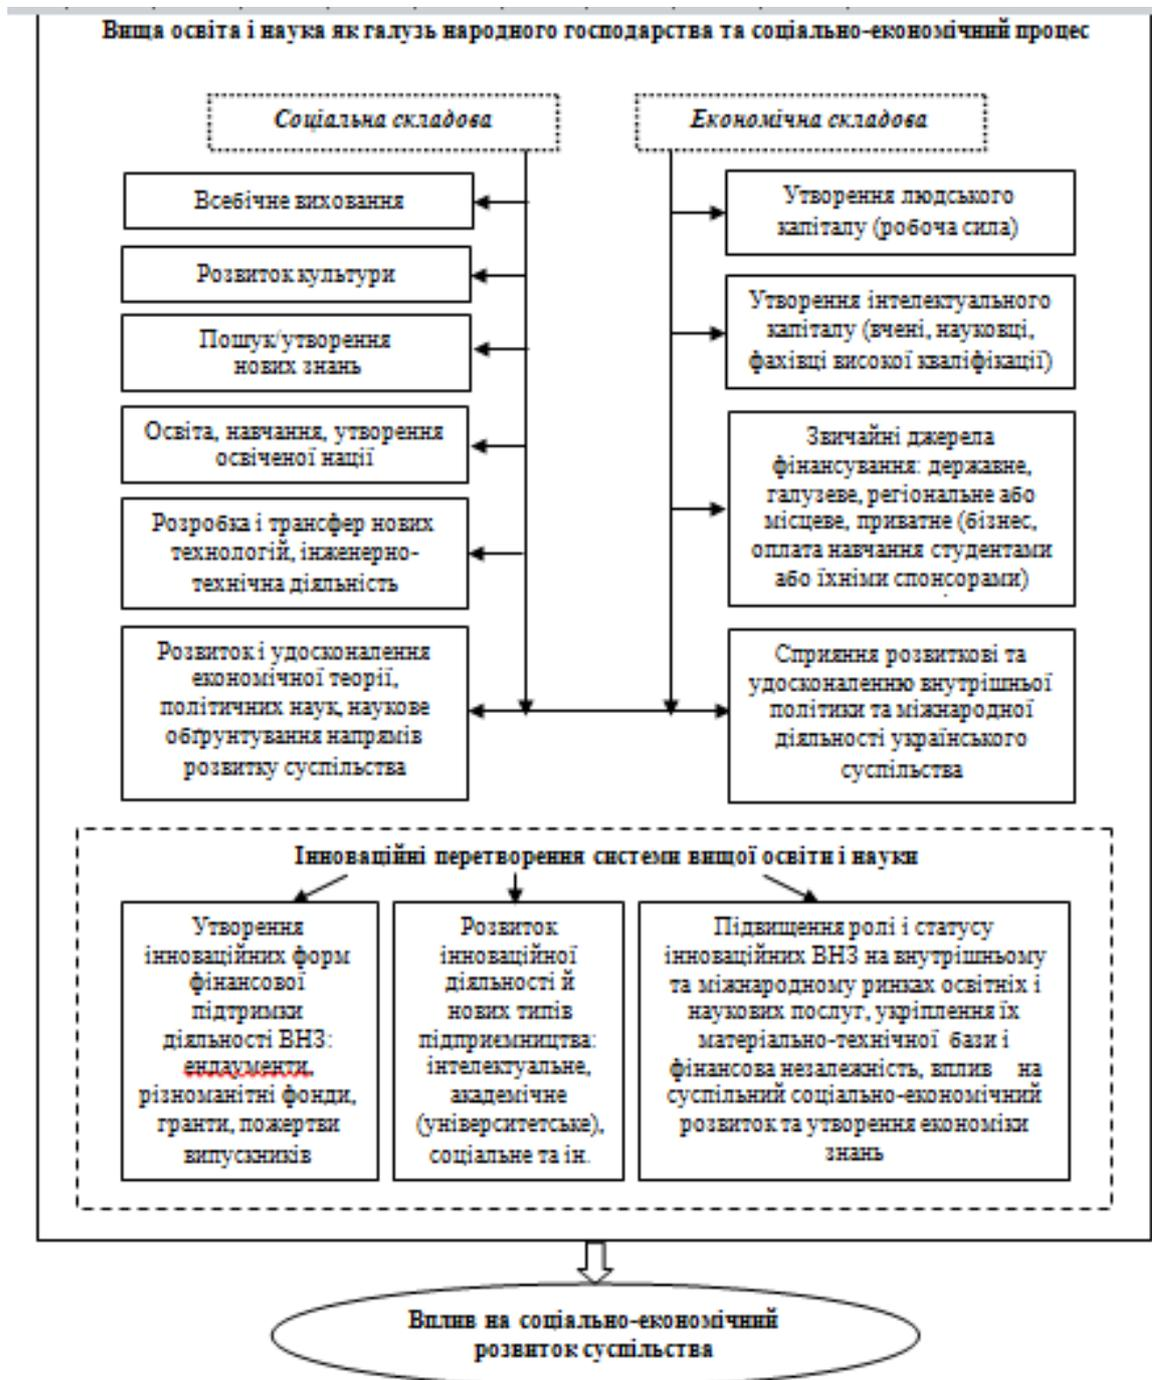 Вища освіта і наука як галузь народного господарства та соціально-економічний процес
Соціальна складова
Економічна складова
Всебічне виховання
Розвиток культури
Пошук/утворення
нових знань
Освіта, навчання, утворення
освіченої нації
Розробка і трансфер нових
технологій, інженерно-
технічна діяльність
Розвиток і удосконалення
економічної теорії,
політичних наук, наукове
обґрунтування напрямів
розвитку суспільства
Утворення людського
капіталу (робоча сила)
Утворення інтелектуального
капіталу (вчені, науковці,
фахівці високої кваліфікації)
Звичайні джерела
фінансування: державне,
галузеве, регіональне або
місцеве, приватне (бізнес,
оплата навчання студентами
або їхніми спонсорами)
Сприяння розвиткові та
удосконаленню внутрішньої
політики та міжнародної
діяльності українського
суспільства
Інноваційні перетворення системи вищої освіти і науки
Утворення
інноваційних форм
фінансової
підтримки
діяльності ВНЗ:
ендаументи,
різноманітні фонди,
гранти, пожертви
випускників
Розвиток
інноваційної
діяльності й
нових типів
підприємництва:
інтелектуальне,
академічне
(університетське),
соціальне та ін.
Підвищення ролі і статусу
інноваційних ВНЗ на внутрішньому
та міжнародному ринках освітніх і
наукових послуг, укріплення їх
матеріально-технічної бази і
фінансова незалежність, вплив на
суспільний соціально-економічний
розвиток та утворення економіки
знань
Вплив на соціально-економічний
розвиток суспільства